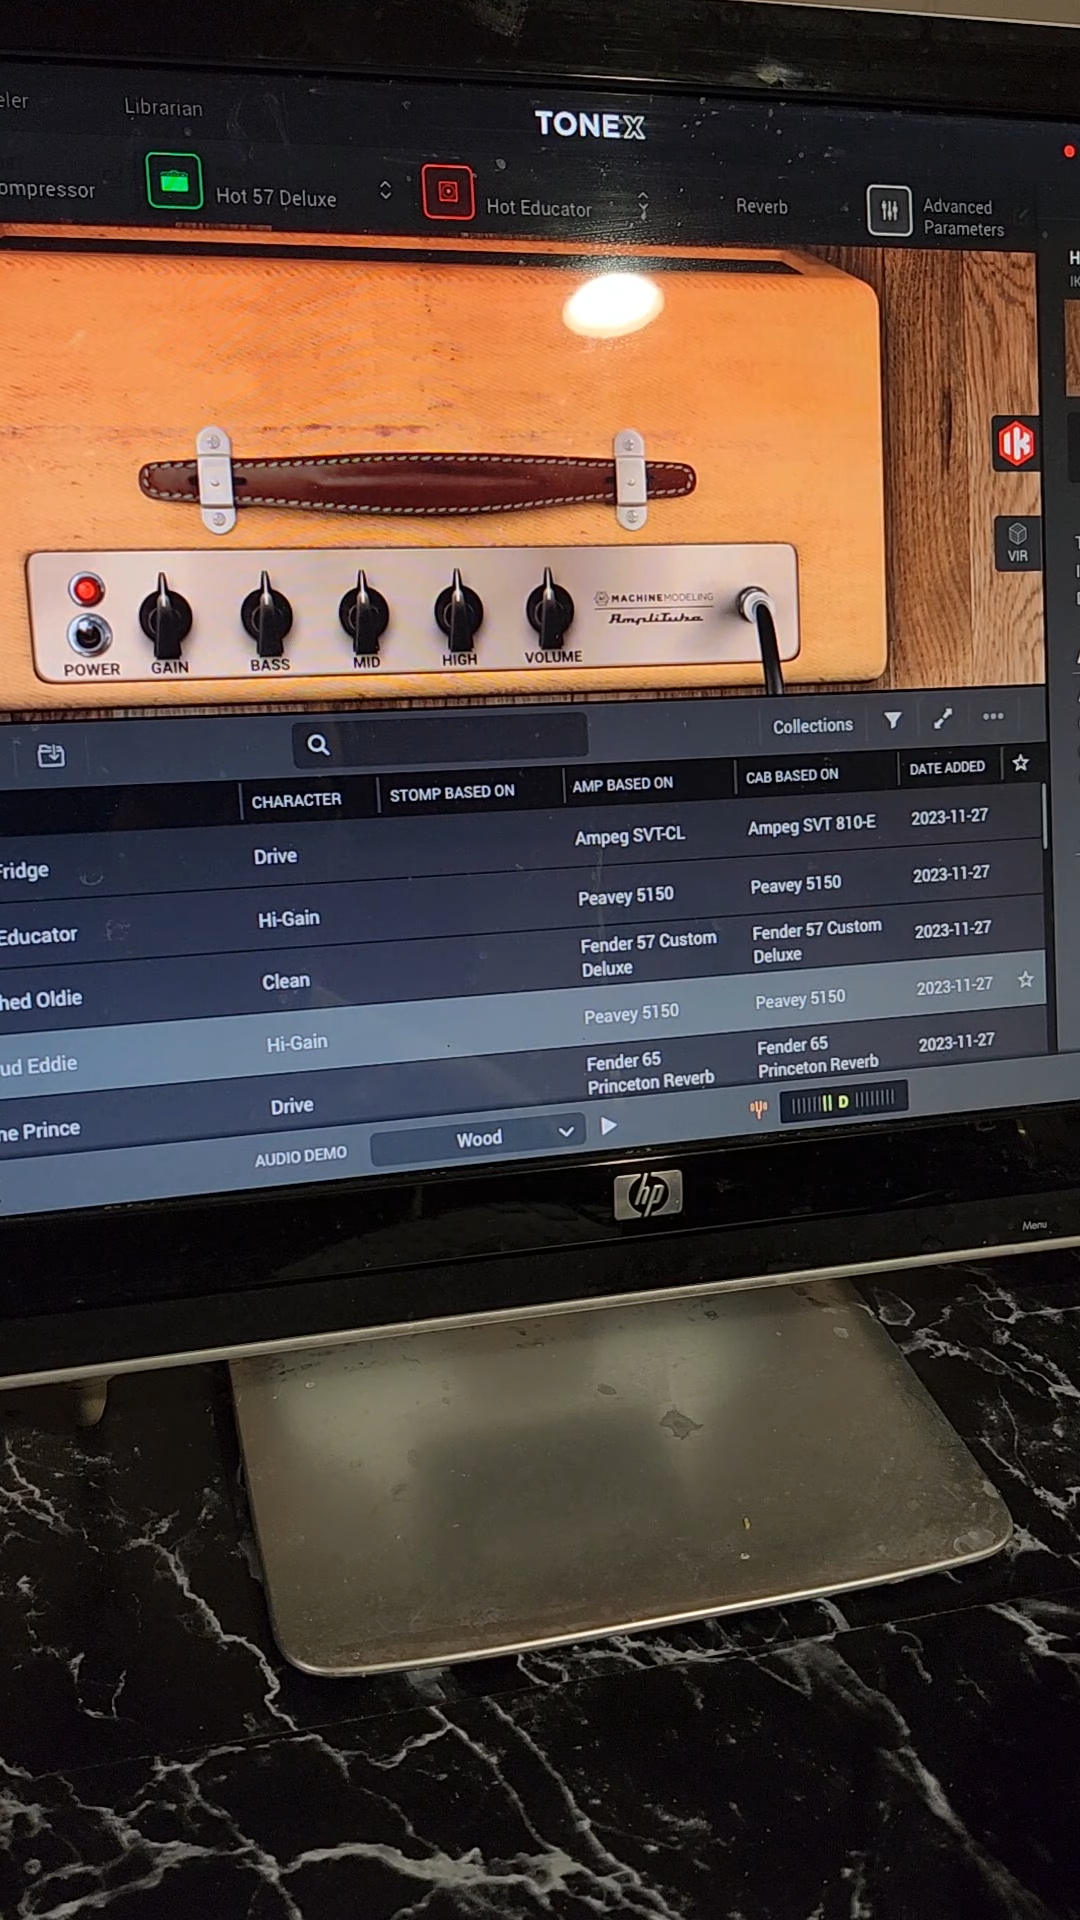 eler
Librarian
TONEX
ompressor
Hot 57 Deluxe
Hot Educator
Reverb
Advanced
Parameters
H
IK
VIR
MACHINEMODELING
AmpliTube
POWER
GAIN
BASS
MID
HIGH
VOLUME
Collections
CHARACTER
STOMP BASED ON
AMP BASED ON
CAB BASED ON
DATE ADDED
Fridge
Drive
Ampeg SVT-CL
Ampeg SVT 810-E
2023-11-27
Educator
Hi-Gain
Peavey 5150
Peavey 5150
2023-11-27
hed Oldie
Clean
Fender 57 Custom
Deluxe
Fender 57 Custom
Deluxe
2023-11-27
ud Eddie
Hi-Gain
Peavey 5150
Peavey 5150
2023-11-27
ne Prince
Drive
Fender 65
Princeton Reverb
Fender 65
Princeton Reverb
2023-11-27
AUDIO DEMO
Wood
D
hp
Menu